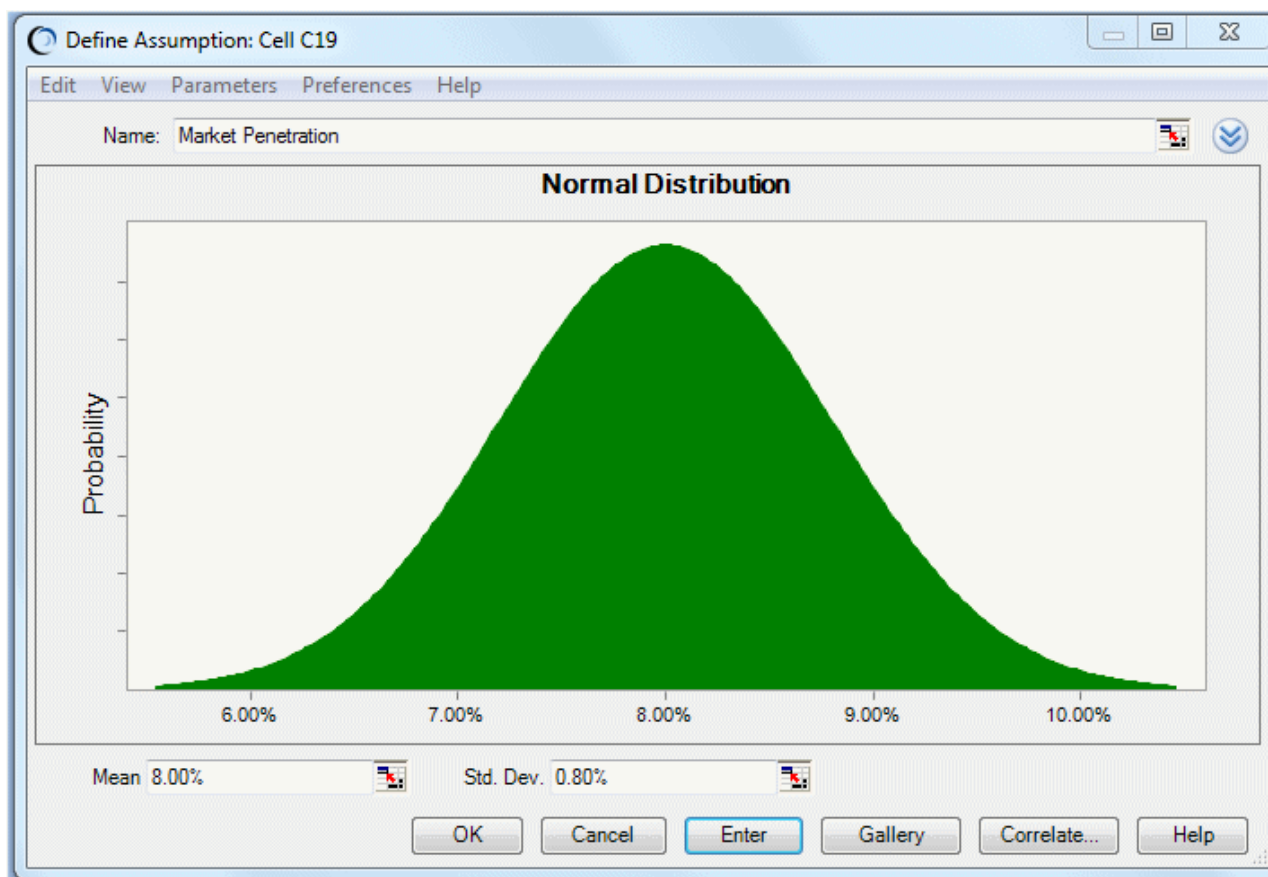 Define Assumption: Cell C19
Edit View Parameters Preferences Help
Name: Market Penetration
Normal Distribution
Probability
6.00% 7.00% 8.00% 9.00% 10.00%
Mean 8.00% Std. Dev. 0.80%
OK Cancel Enter Gallery Correlate... Help